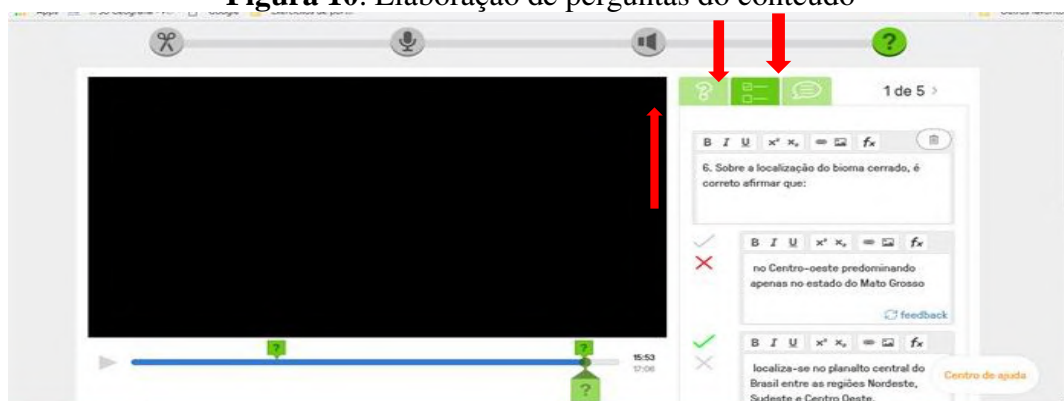 Figura 10: Elaboração de perguntas do conteúdo
Apps
Google
?
? 
1 de 5 >
B I U x² x₂ fx
6. Sobre a localização do bioma cerrado, é
correto afirmar que:
B I U x² x₂ fx
no Centro-oeste predominando
apenas no estado do Mato Grosso
feedback
B I U x² x₂ fx
localiza-se no planalto central do
Brasil entre as regiões Nordeste,
Sudeste e Centro Oeste.
? ?
15:53
17:06
?
Centro de ajuda